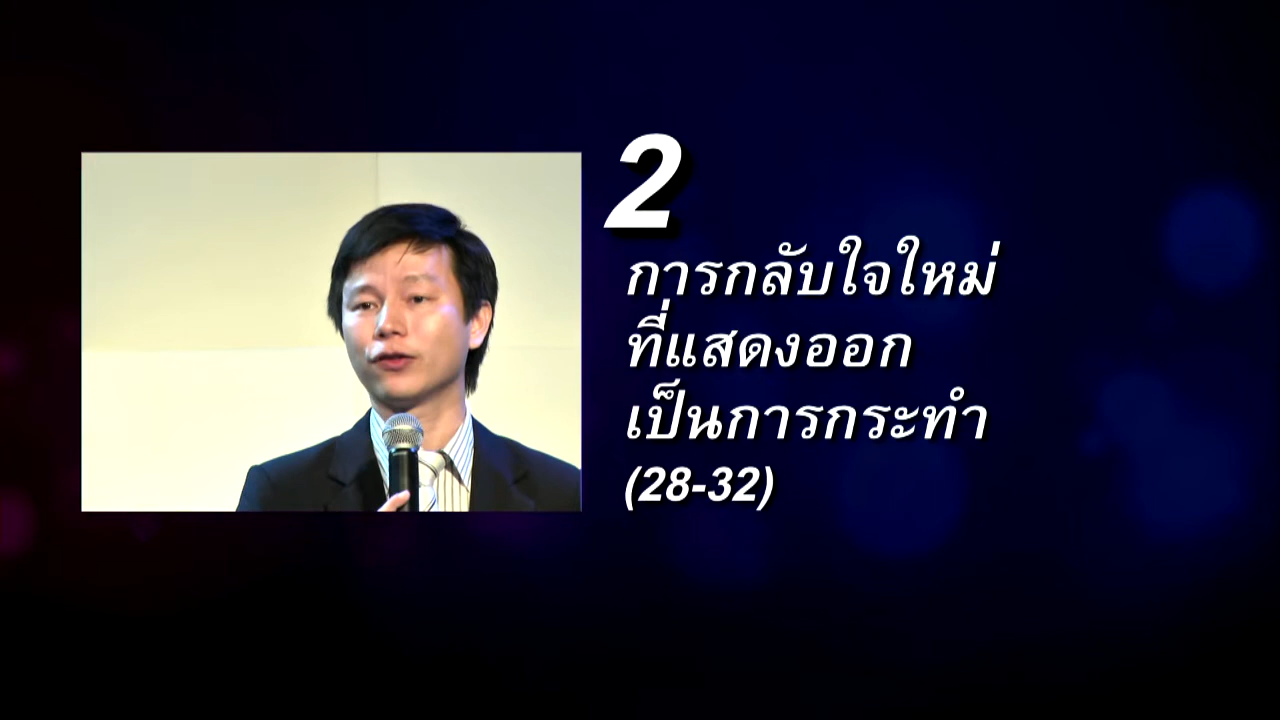 2
การกลับใจใหม่
ที่แสดงออก
เป็นการกระทำ
(28-32)